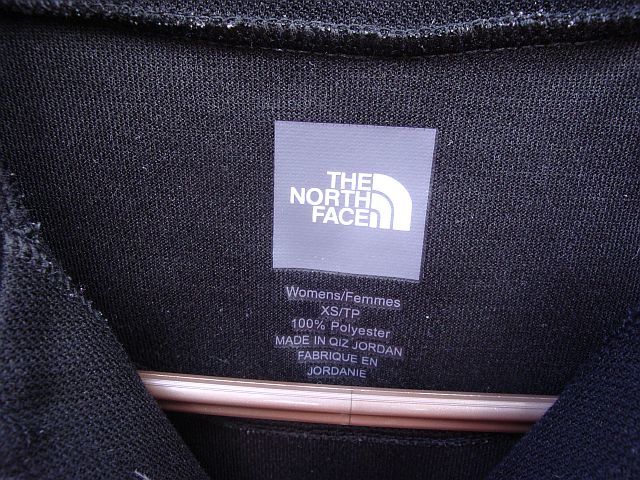 THE
NORTH
FACE
Womens/Femmes
XS/TP
100% Polyester
MADE IN QIZ JORDAN
FABRIQUE EN
JORDANIE